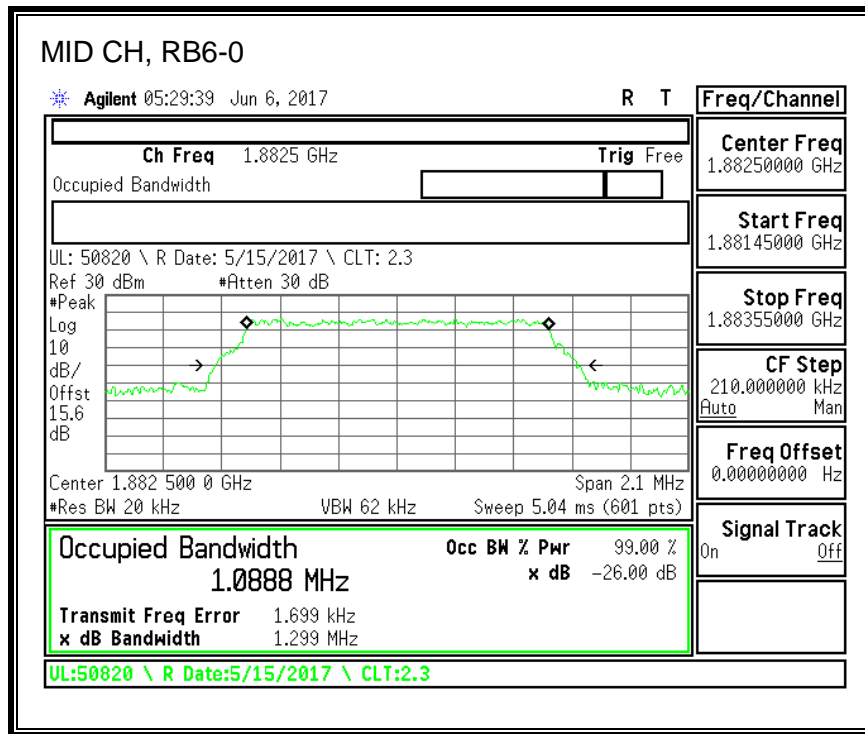 MID CH, RB6-0
Agilent 05:29:39 Jun 6, 2017 R T
Ch Freq 1.8825 GHz Trig Free
Occupied Bandwidth
UL: 50820 \ R Date: 5/15/2017 \ CLT: 2.3
Ref 30 dBm #Atten 30 dB
#Peak
Log
10
dB/
Offst
15.6
dB
Center 1.882 500 0 GHz Span 2.1 MHz
#Res BW 20 kHz VBW 62 kHz Sweep 5.04 ms (601 pts)
Occupied Bandwidth Occ BW % Pwr 99.00 %
1.0888 MHz x dB -26.00 dB
Transmit Freq Error 1.699 kHz
x dB Bandwidth 1.299 MHz
UL:50820 \ R Date:5/15/2017 \ CLT:2.3
Freq/Channel
Center Freq
1.88250000 GHz
Start Freq
1.88145000 GHz
Stop Freq
1.88355000 GHz
CF Step
210.000000 kHz
Auto Man
Freq Offset
0.00000000 Hz
Signal Track
On Off